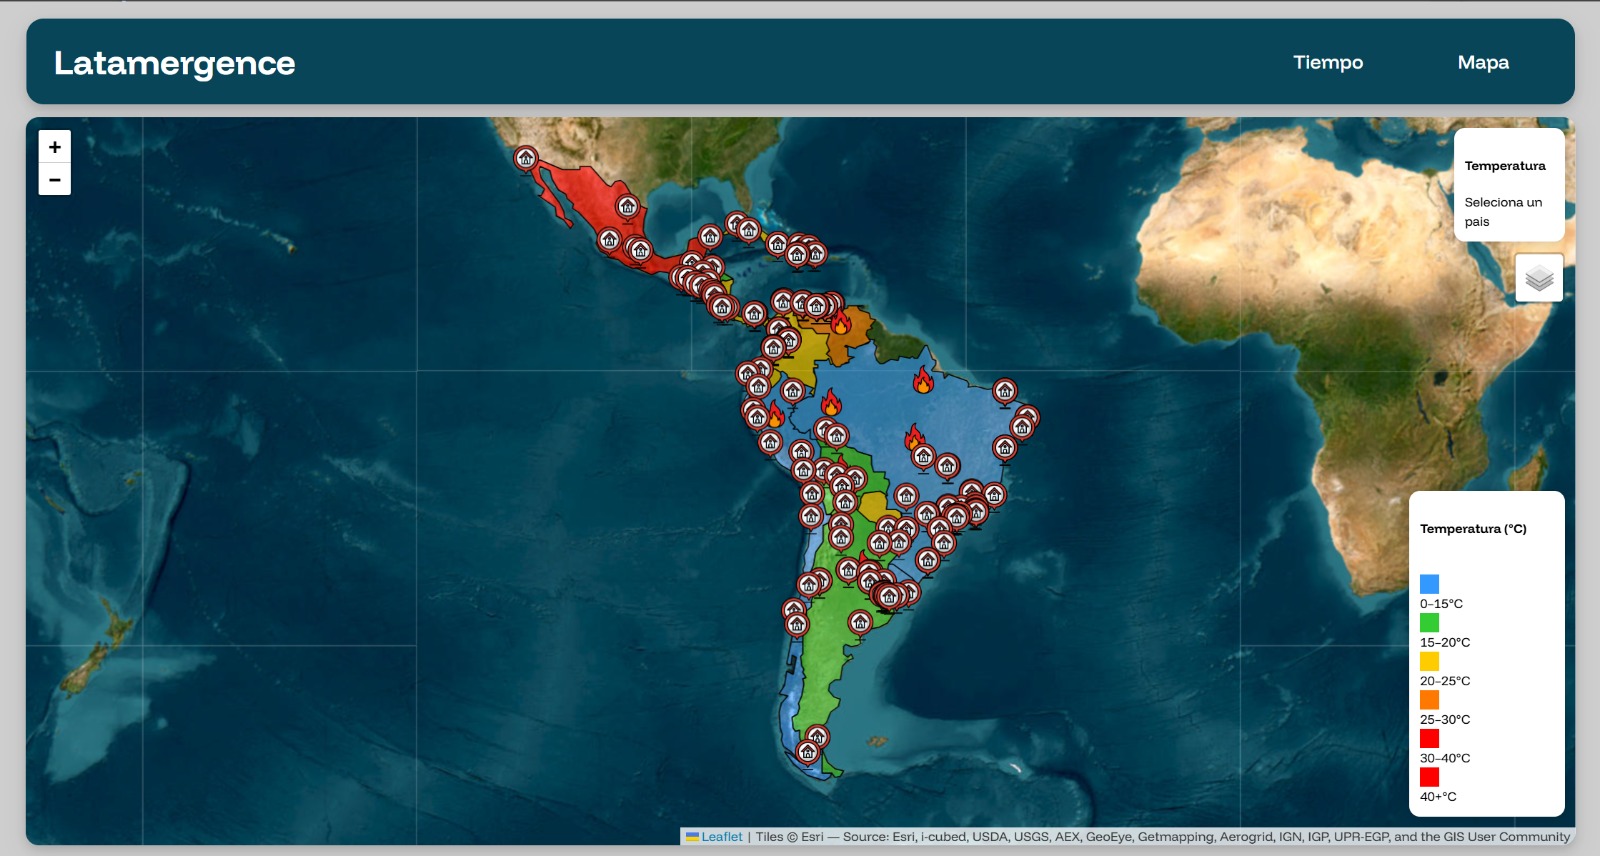 Latamergence
Tiempo
Mapa
+
−
Temperatura
Selecciona un
pais
Temperatura (°C)
0–15°C
15–20°C
20–25°C
25–30°C
30–40°C
40+°C
Leaflet | Tiles © Esri — Source: Esri, i-cubed, USDA, USGS, AEX, GeoEye, Getmapping, Aerogrid, IGN, IGP, UPR-EGP, and the GIS User Community